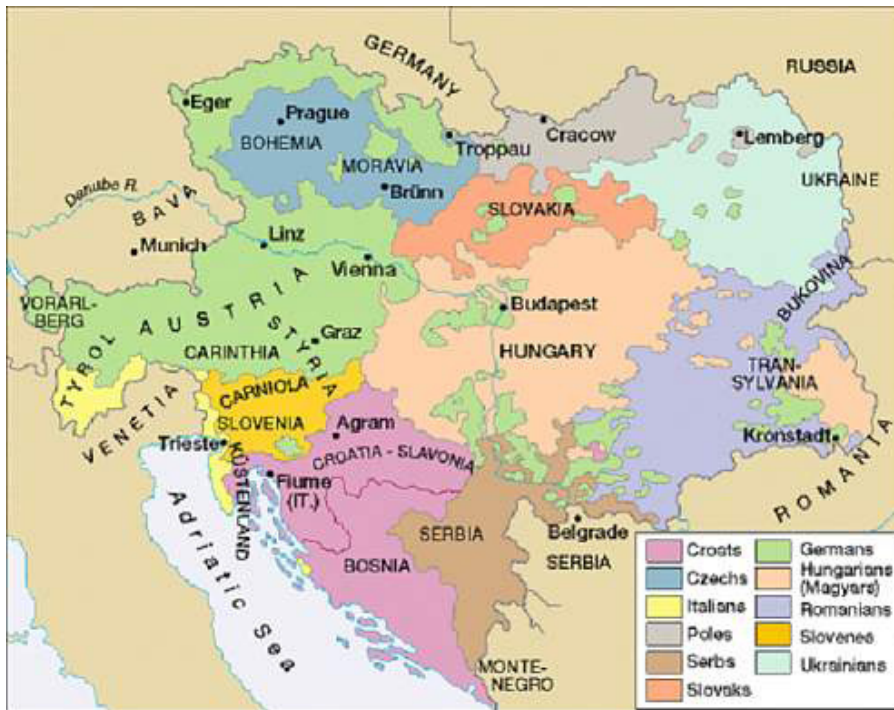 GERMANY
RUSSIA
Eger
Prague
BOHEMIA
Troppau
Cracow
Lemberg
MORAVIA
Brünn
UKRAINE
Danube R.
BAVA
SLOVAKIA
Munich
Linz
Vienna
VORARL-
BERG
TYROL
AUSTRIA
STYRIA
Graz
CARINTHIA
Budapest
HUNGARY
BUKOVINA
TRAN-
SYLVANIA
CARNIOLA
SLOVENIA
VENETIA
Trieste
Agram
CROATIA - SLAVONIA
Kronstadt
KÜSTENLAND
Fiume
(IT.)
ROMANTA
Adriatic Sea
SERBIA
Belgrade
SERBIA
BOSNIA
MONTE-
NEGRO
Croats
Czechs
Italians
Poles
Serbs
Slovaks
Germans
Hungarians
(Magyars)
Romanians
Slovenes
Ukrainians